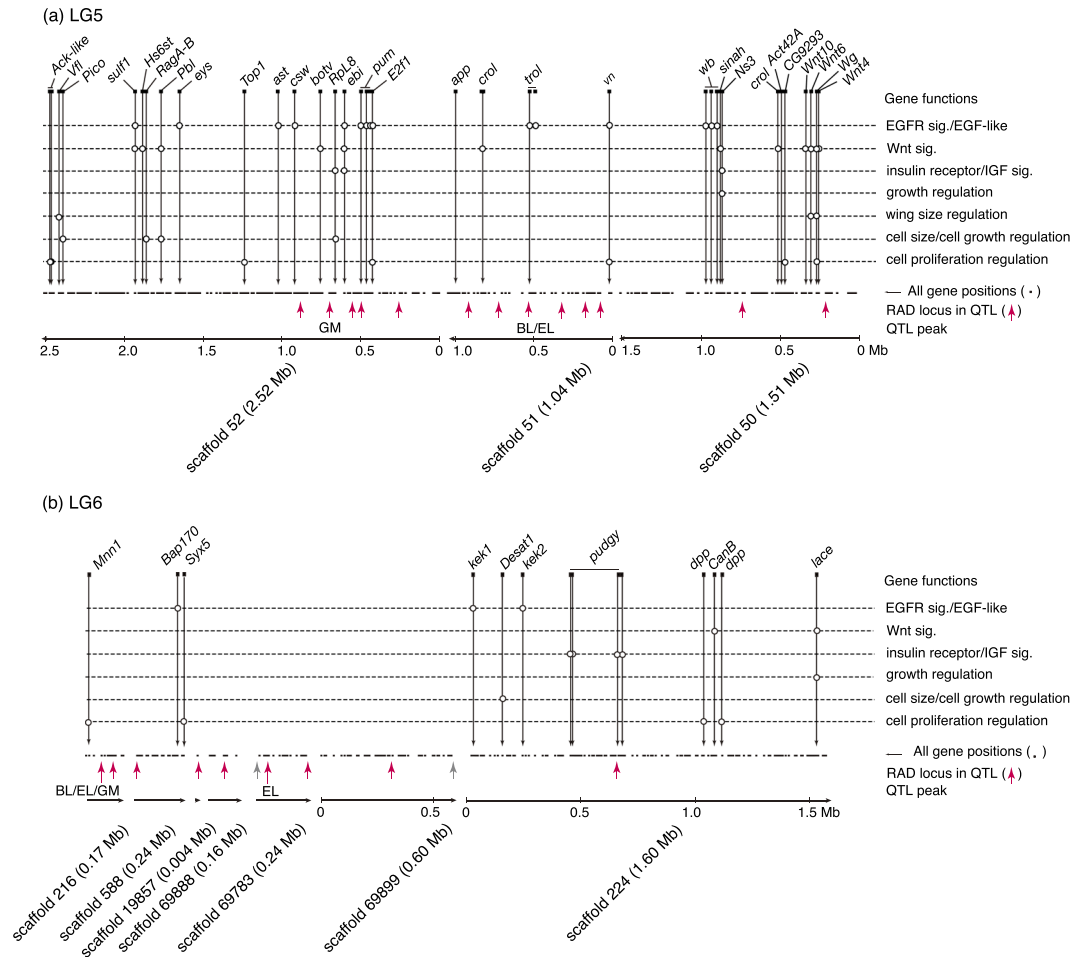 (a) LG5
Ack-like
Vfl
Pico
sulf1
Hs6st
RagA-B
Pbl
eys
Top1
ast
csw
botv
RpL8
ebi
pum
E2f1
app
crol
trol
vn
wb
sinah
Ns3
crol
Act42A
CG9293
Wnt10
Wnt6
Wg
Wnt4
Gene functions
EGFR sig./EGF-like
Wnt sig.
insulin receptor/IGF sig.
growth regulation
wing size regulation
cell size/cell growth regulation
cell proliferation regulation
All gene positions ( · )
RAD locus in QTL ( )
GM BL/EL QTL peak
2.5 2.0 1.5 1.0 0.5 0 1.0 0.5 0 1.5 1.0 0.5 0 Mb
scaffold 52 (2.52 Mb)
scaffold 51 (1.04 Mb)
scaffold 50 (1.51 Mb)
(b) LG6
Mnn1
Bap170
Syx5
kek1
Desat1
kek2
pudgy
dpp
CanB
dpp
lace
Gene functions
EGFR sig./EGF-like
Wnt sig.
insulin receptor/IGF sig.
growth regulation
cell size/cell growth regulation
cell proliferation regulation
All gene positions ( . )
RAD locus in QTL ( )
BL/EL/GM EL QTL peak
0 0.5 0 0.5 1.0 1.5 Mb
scaffold 216 (0.17 Mb)
scaffold 588 (0.24 Mb)
scaffold 19857 (0.004 Mb)
scaffold 69888 (0.16 Mb)
scaffold 69783 (0.24 Mb)
scaffold 69899 (0.60 Mb)
scaffold 224 (1.60 Mb)